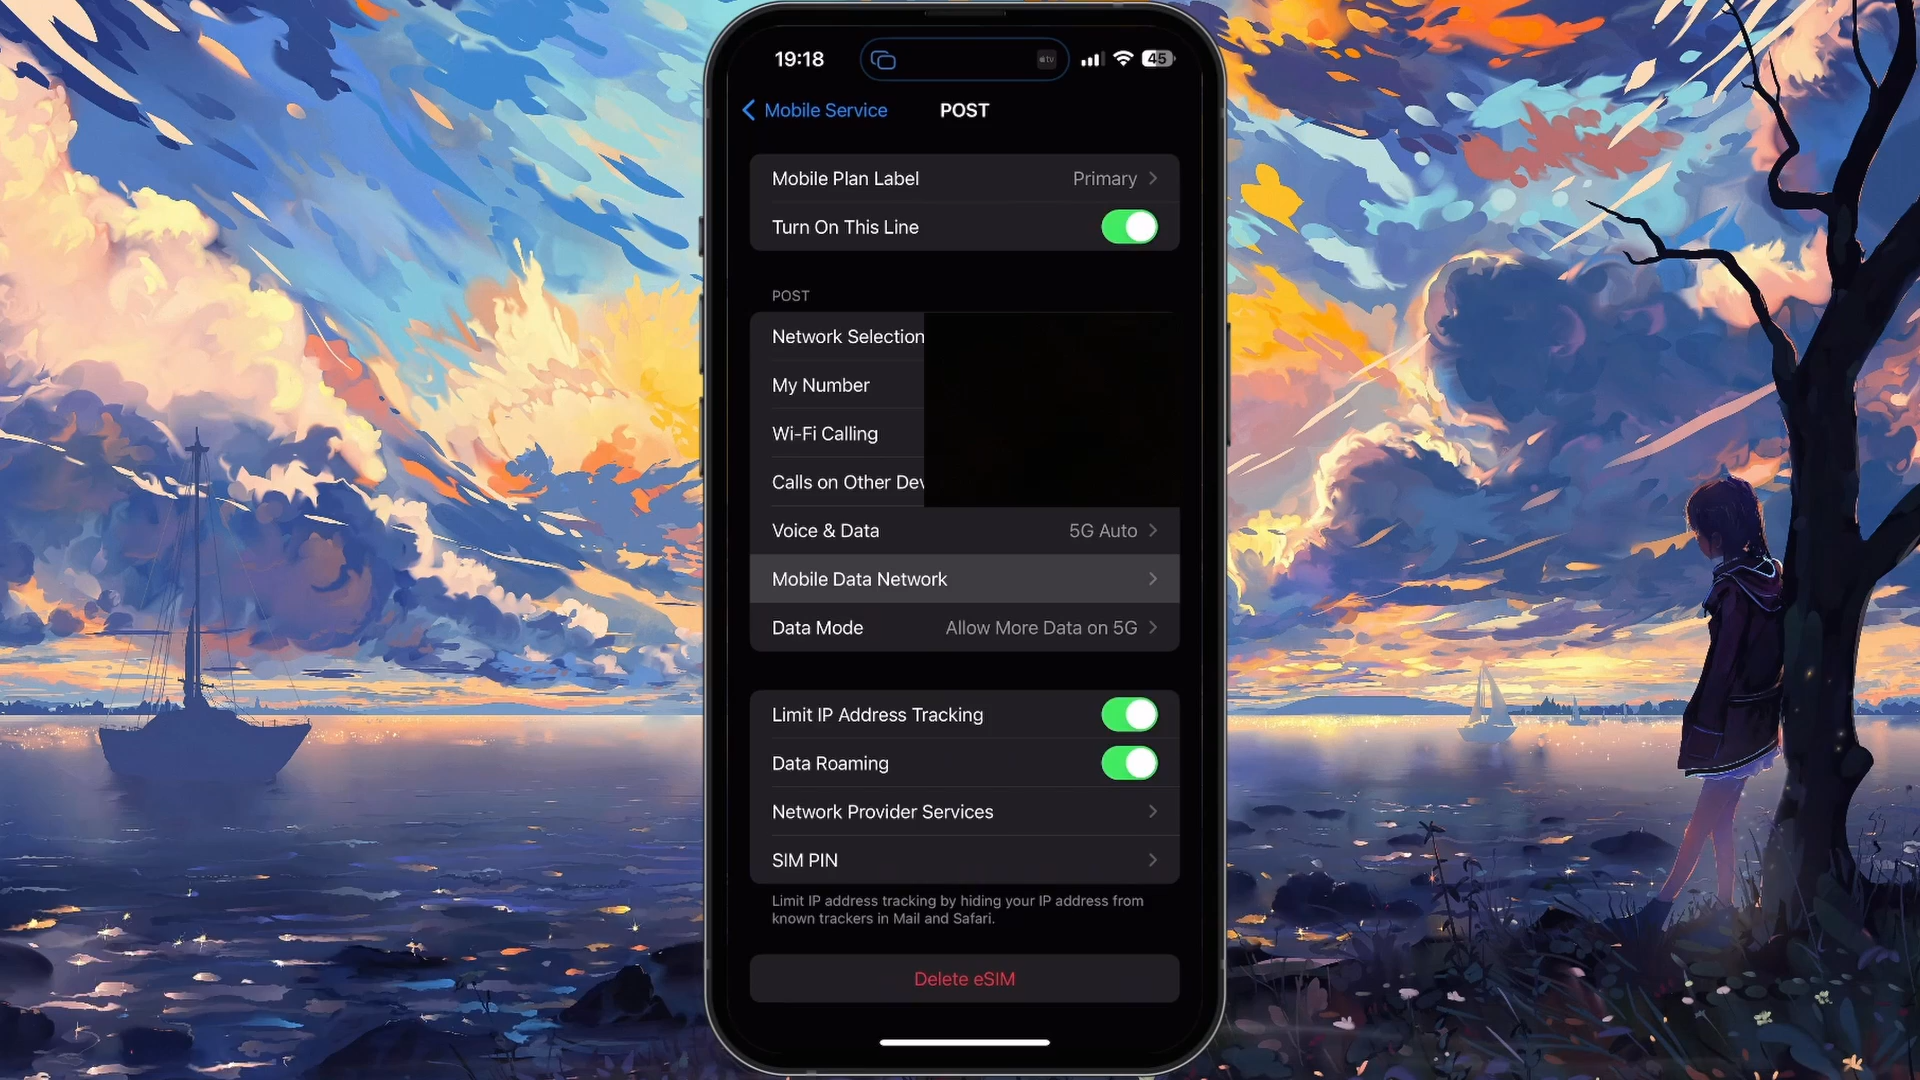 19:18
tv
45
Mobile Service
POST
Mobile Plan Label
Primary
Turn On This Line
POST
Network Selection
My Number
Wi-Fi Calling
Calls on Other Dev
Voice & Data
5G Auto
Mobile Data Network
Data Mode
Allow More Data on 5G
Limit IP Address Tracking
Data Roaming
Network Provider Services
SIM PIN
Limit IP address tracking by hiding your IP address from
known trackers in Mail and Safari.
Delete eSIM